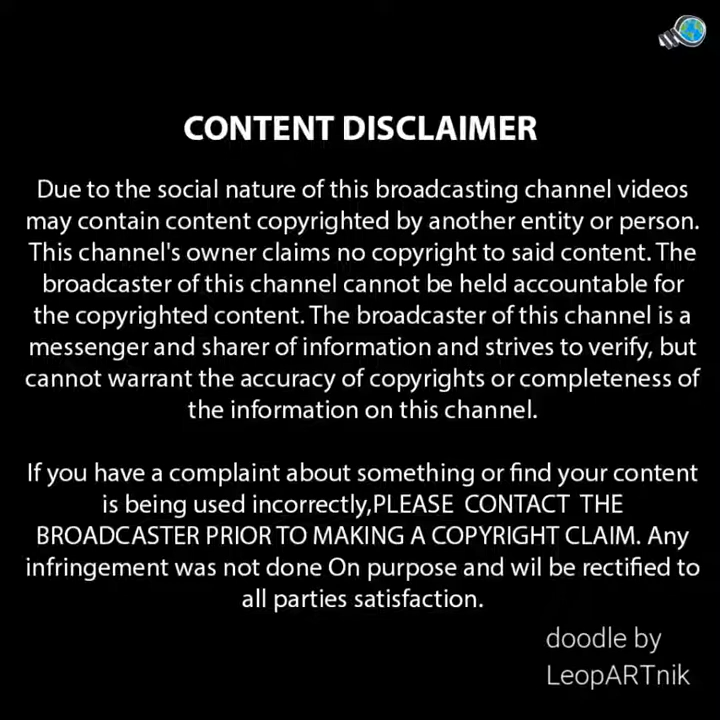 CONTENT DISCLAIMER
Due to the social nature of this broadcasting channel videos
may contain content copyrighted by another entity or person.
This channel's owner claims no copyright to said content. The
broadcaster of this channel cannot be held accountable for
the copyrighted content. The broadcaster of this channel is a
messenger and sharer of information and strives to verify, but
cannot warrant the accuracy of copyrights or completeness of
the information on this channel.
If you have a complaint about something or find your content
is being used incorrectly,PLEASE CONTACT THE
BROADCASTER PRIOR TO MAKING A COPYRIGHT CLAIM. Any
infringement was not done On purpose and wil be rectified to
all parties satisfaction.
doodle by
LeopARTnik